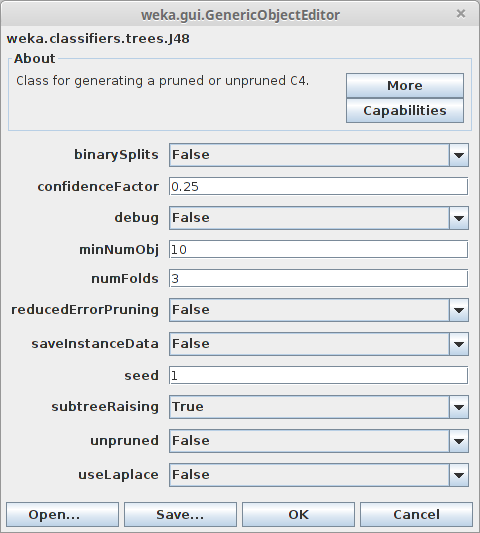 weka.gui.GenericObjectEditor
weka.classifiers.trees.J48
About
Class for generating a pruned or unpruned C4.
More
Capabilities
binarySplits False
confidenceFactor 0.25
debug False
minNumObj 10
numFolds 3
reducedErrorPruning False
saveInstanceData False
seed 1
subtreeRaising True
unpruned False
useLaplace False
Open... Save... OK Cancel